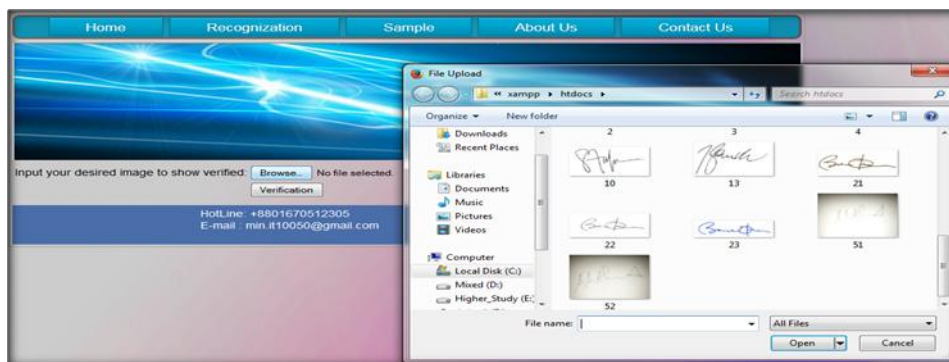 Home Recognization Sample About Us Contact Us
File Upload
« xampp ▸ htdocs ▸ Search htdocs
Organize ▾ New folder
Downloads
Recent Places
Libraries
Documents
Music
Pictures
Videos
Computer
Local Disk (C:)
Mixed (D:)
Higher_Study (E:
2 3 4
10 13 21
22 23 51
52
File name: All Files
Open Cancel
Input your desired image to show verified: Browse... No file selected.
Verification
HotLine: +8801670512305
E-mail : min.it10050@gmail.com